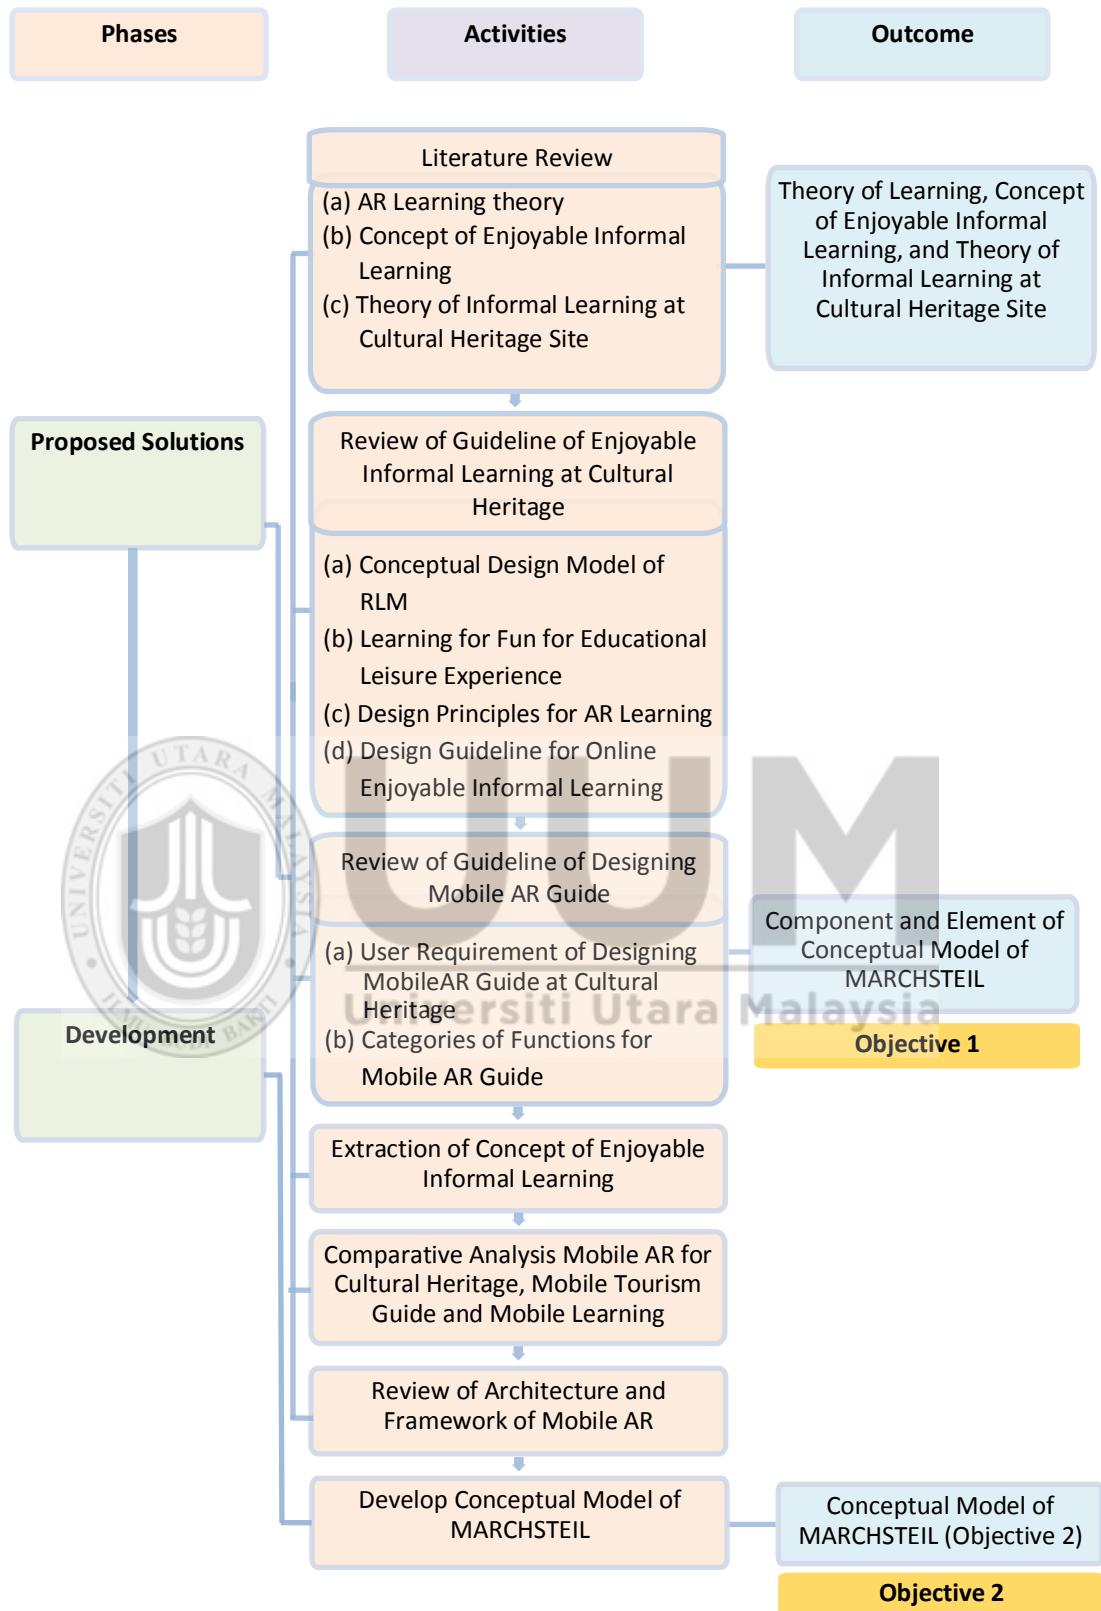 Phases
Activities
Outcome
Literature Review
(a) AR Learning theory
(b) Concept of Enjoyable Informal
Learning
(c) Theory of Informal Learning at
Cultural Heritage Site
Theory of Learning, Concept
of Enjoyable Informal
Learning, and Theory of
Informal Learning at
Cultural Heritage Site
Proposed Solutions
Review of Guideline of Enjoyable
Informal Learning at Cultural
Heritage
(a) Conceptual Design Model of
RLM
(b) Learning for Fun for Educational
Leisure Experience
(c) Design Principles for AR Learning
(d) Design Guideline for Online
Enjoyable Informal Learning
Review of Guideline of Designing
Mobile AR Guide
(a) User Requirement of Designing
MobileAR Guide at Cultural
Heritage
(b) Categories of Functions for
Mobile AR Guide
Component and Element of
Conceptual Model of
MARCHSTEIL
Objective 1
Development
Extraction of Concept of Enjoyable
Informal Learning
Comparative Analysis Mobile AR for
Cultural Heritage, Mobile Tourism
Guide and Mobile Learning
Review of Architecture and
Framework of Mobile AR
Develop Conceptual Model of
MARCHSTEIL
Conceptual Model of
MARCHSTEIL (Objective 2)
Objective 2
UUM
Universiti Utara Malaysia
UNIVERSITI UTARA MALAYSIA
BUDI BAKTI